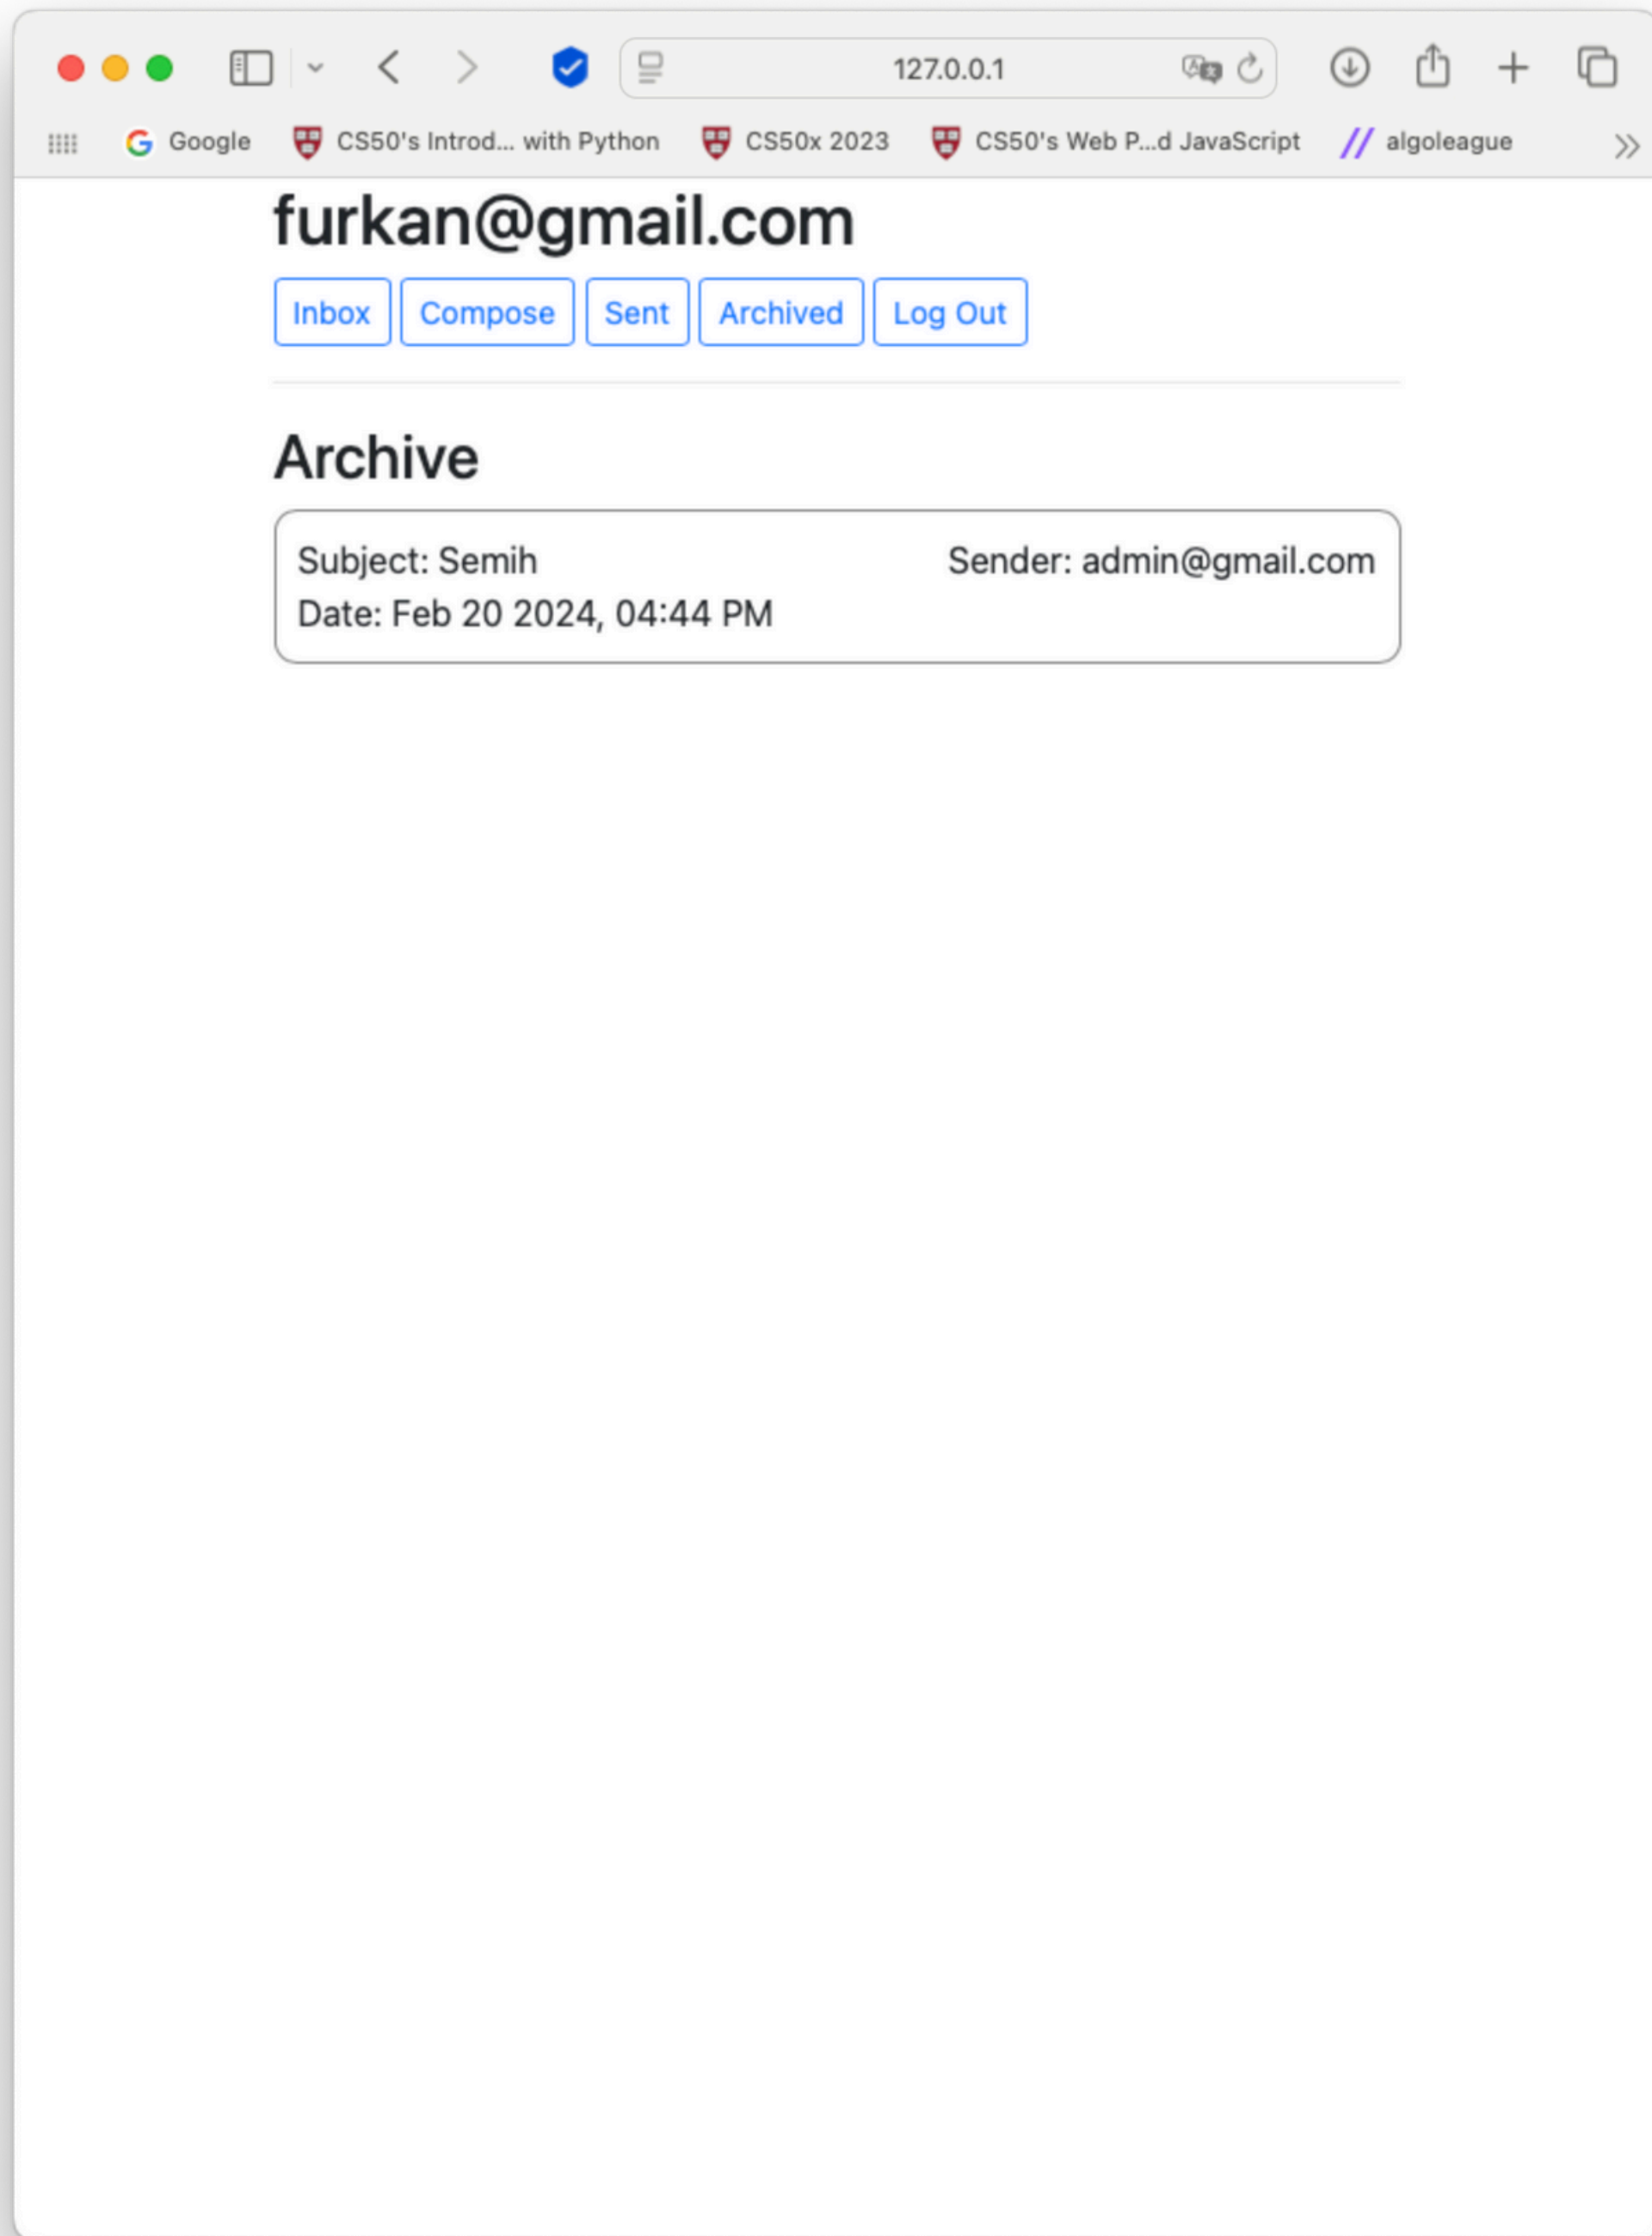 127.0.0.1
Google CS50's Introd... with Python CS50x 2023 CS50's Web P...d JavaScript algoleague
furkan@gmail.com
Inbox Compose Sent Archived Log Out
Archive
Subject: Semih Sender: admin@gmail.com
Date: Feb 20 2024, 04:44 PM